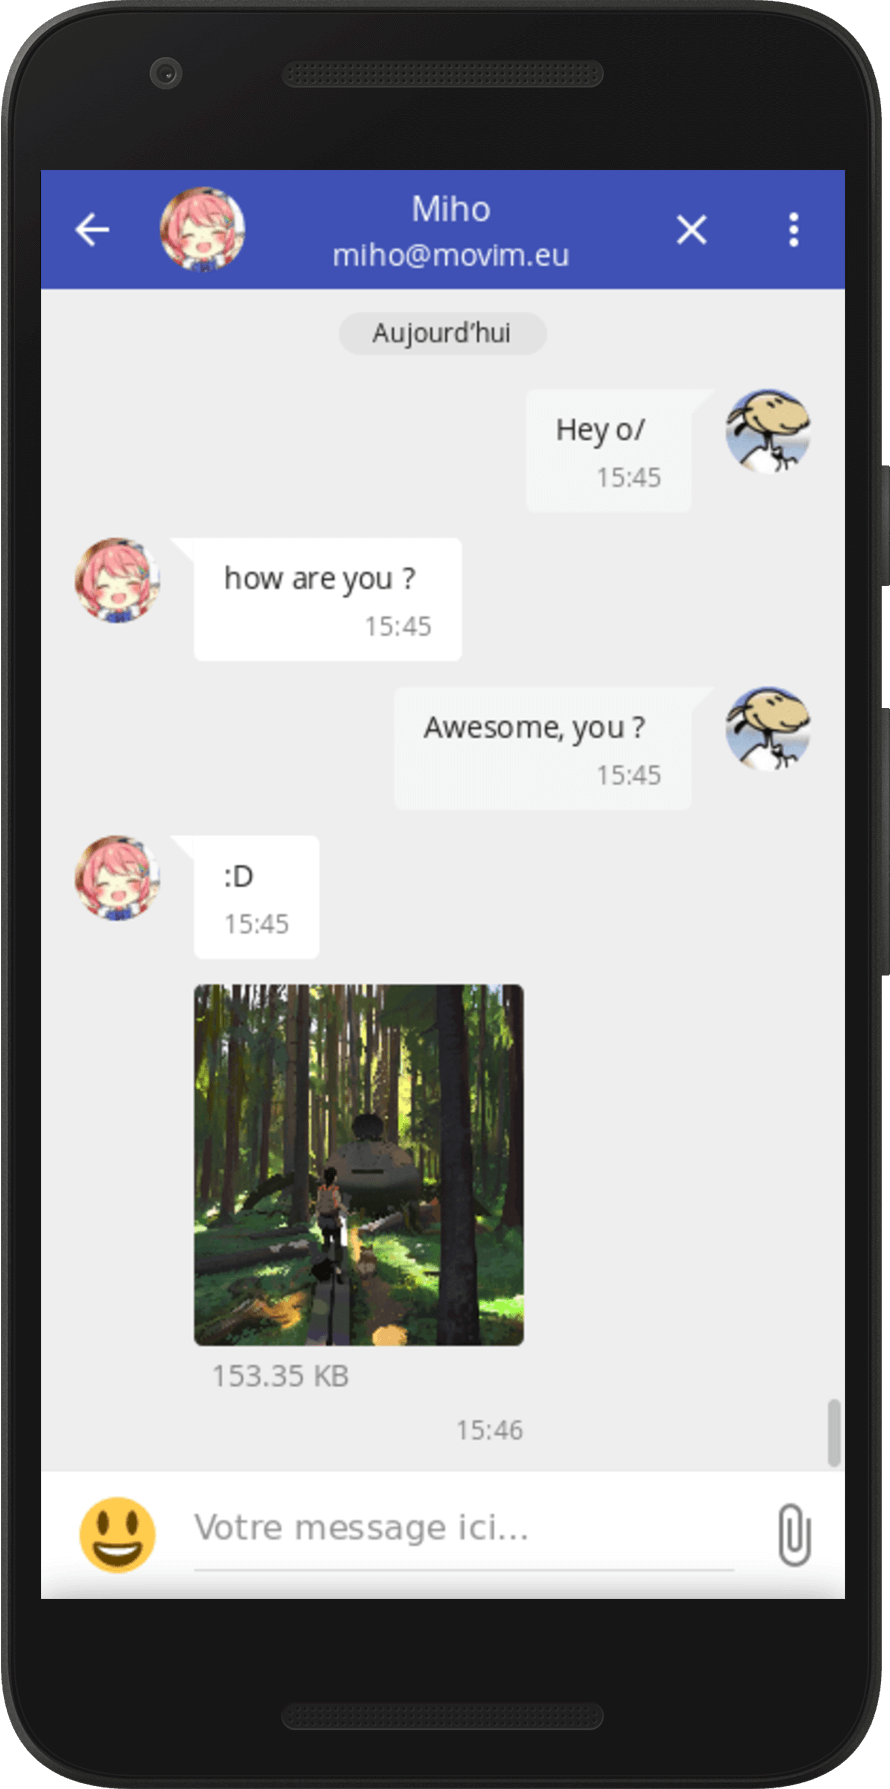 Miho
miho@movim.eu
Aujourd’hui
Hey o/
15:45
how are you ?
15:45
Awesome, you ?
15:45
:D
15:45
153.35 KB
15:46
Votre message ici...